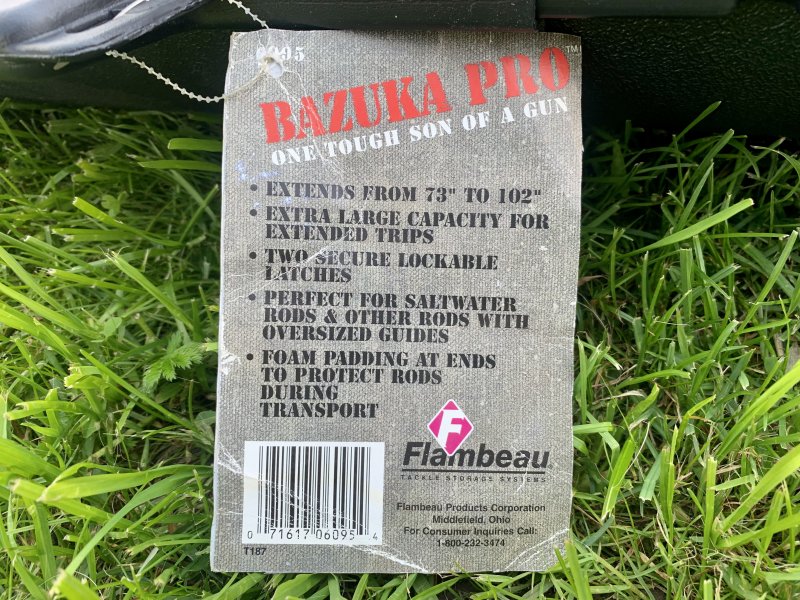 BAZUKA PRO™
ONE TOUGH SON OF A GUN
• EXTENDS FROM 73" TO 102"
• EXTRA LARGE CAPACITY FOR
EXTENDED TRIPS
• TWO SECURE LOCKABLE
LATCHES
• PERFECT FOR SALTWATER
RODS & OTHER RODS WITH
OVERSIZED GUIDES
• FOAM PADDING AT ENDS
TO PROTECT RODS
DURING
TRANSPORT
F
Flambeau
TACKLE STORAGE SYSTEMS
Flambeau Products Corporation
Middlefield, Ohio
For Consumer Inquiries Call:
1-800-232-3474
0 71617 06095 4
T187